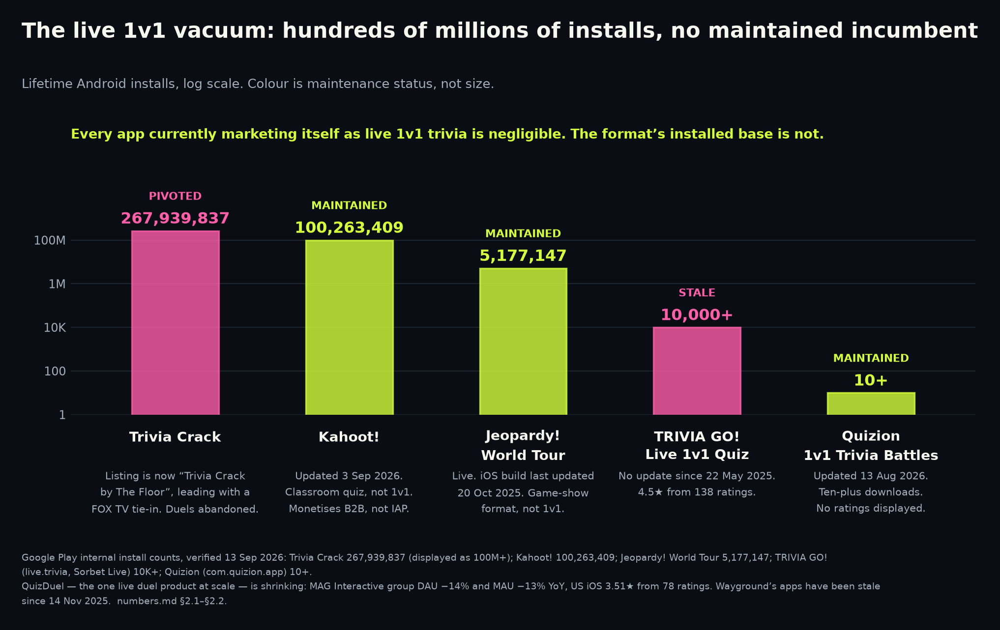 The live 1v1 vacuum: hundreds of millions of installs, no maintained incumbent
Lifetime Android installs, log scale. Colour is maintenance status, not size.
Every app currently marketing itself as live 1v1 trivia is negligible. The format’s installed base is not.
PIVOTED
267,939,837
MAINTAINED
100,263,409
MAINTAINED
5,177,147
STALE
10,000+
MAINTAINED
10+
100M
1M
10K
100
1
Trivia Crack
Listing is now “Trivia Crack
by The Floor”, leading with a
FOX TV tie-in. Duels abandoned.
Kahoot!
Updated 3 Sep 2026.
Classroom quiz, not 1v1.
Monetises B2B, not IAP.
Jeopardy!
World Tour
Live. iOS build last updated
20 Oct 2025. Game-show
format, not 1v1.
TRIVIA GO!
Live 1v1 Quiz
No update since 22 May 2025.
4.5★ from 138 ratings.
Quizion
1v1 Trivia Battles
Updated 13 Aug 2026.
Ten-plus downloads.
No ratings displayed.
Google Play internal install counts, verified 13 Sep 2026: Trivia Crack 267,939,837 (displayed as 100M+); Kahoot! 100,263,409; Jeopardy! World Tour 5,177,147; TRIVIA GO!
(live.trivia, Sorbet Live) 10K+; Quizion (com.quizion.app) 10+.
QuizDuel — the one live duel product at scale — is shrinking: MAG Interactive group DAU −14% and MAU −13% YoY, US iOS 3.51★ from 78 ratings. Wayground’s apps have been stale
since 14 Nov 2025.  numbers.md §2.1–§2.2.